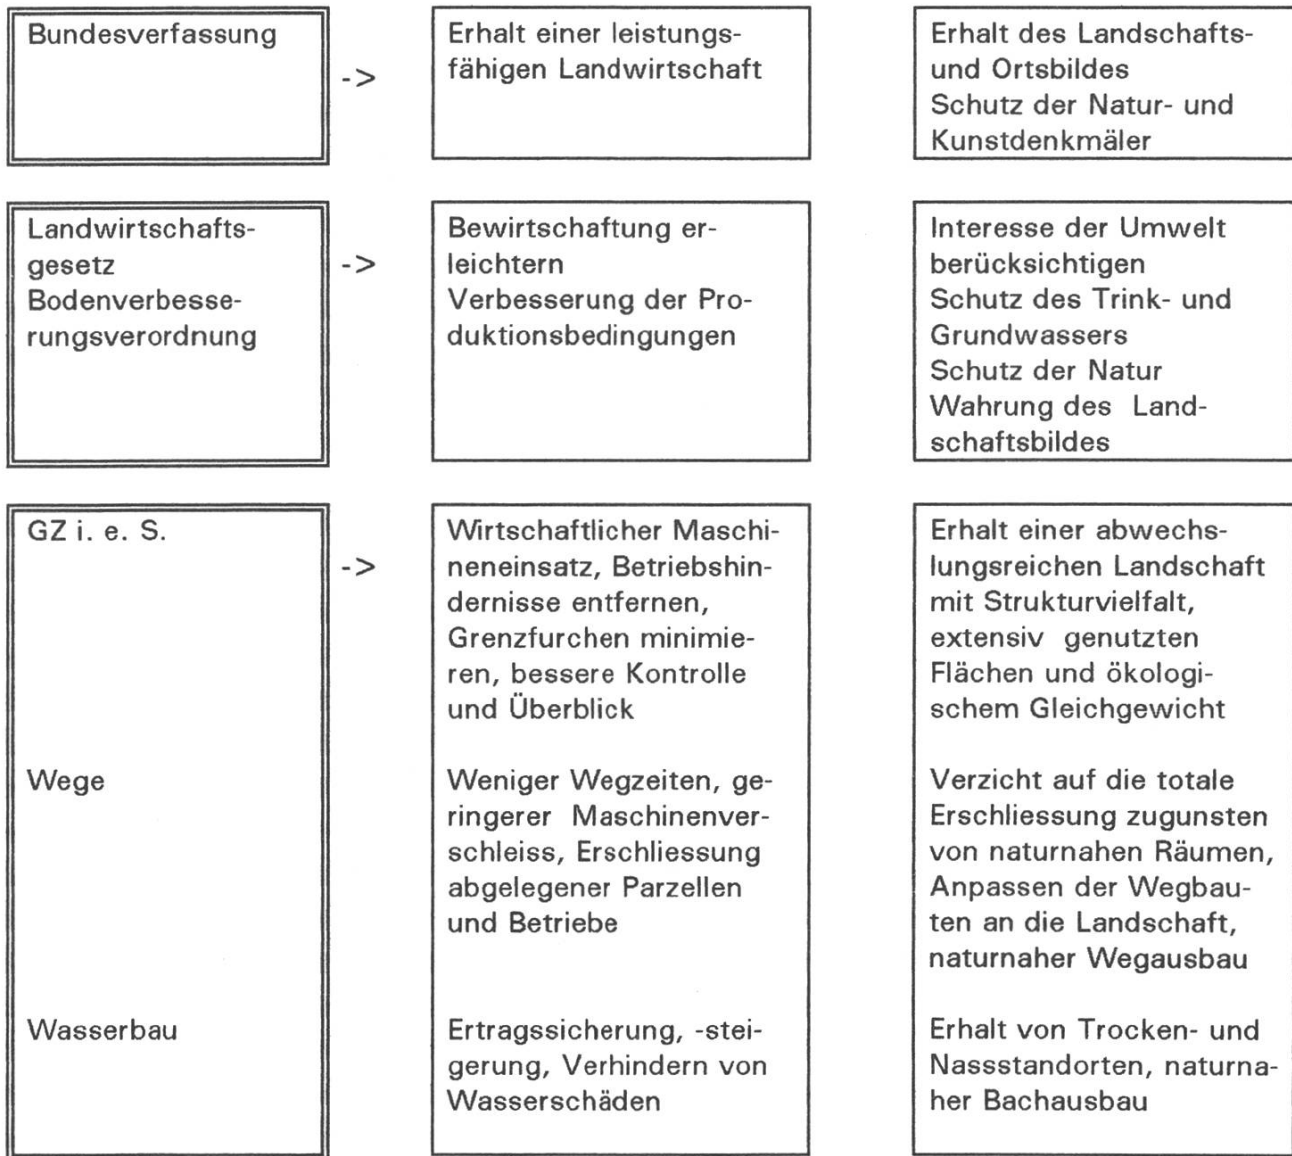 Bundesverfassung
->
Erhalt einer leistungs-
fähigen Landwirtschaft
Erhalt des Landschafts-
und Ortsbildes
Schutz der Natur- und
Kunstdenkmäler
Landwirtschafts-
gesetz
Bodenverbesse-
rungsverordnung
->
Bewirtschaftung er-
leichtern
Verbesserung der Pro-
duktionsbedingungen
Interesse der Umwelt
berücksichtigen
Schutz des Trink- und
Grundwassers
Schutz der Natur
Wahrung des Land-
schaftsbildes
GZ i. e. S.
->
Wirtschaftlicher Maschi-
neneinsatz, Betriebshin-
dernisse entfernen,
Grenzfurchen minimie-
ren, bessere Kontrolle
und Überblick
Erhalt einer abwechs-
lungsreichen Landschaft
mit Strukturvielfalt,
extensiv genutzten
Flächen und ökologi-
schem Gleichgewicht
Wege
Weniger Wegzeiten, ge-
ringerer Maschinenver-
schleiss, Erschliessung
abgelegener Parzellen
und Betriebe
Verzicht auf die totale
Erschliessung zugunsten
von naturnahen Räumen,
Anpassen der Wegbau-
ten an die Landschaft,
naturnaher Wegausbau
Wasserbau
Ertragssicherung, -stei-
gerung, Verhindern von
Wasserschäden
Erhalt von Trocken- und
Nassstandorten, naturna-
her Bachausbau